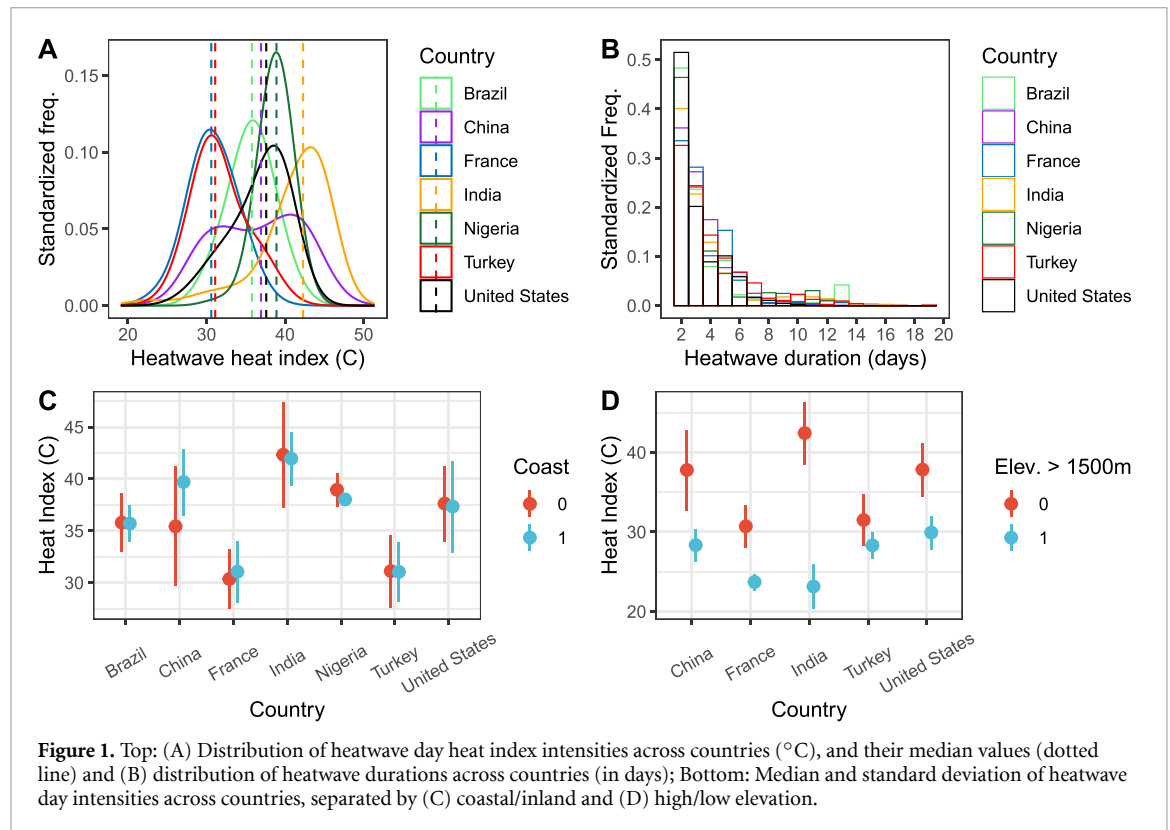 A
Standardized freq.
0.15
0.10
0.05
0.00
20 30 40 50
Heatwave heat index (C)
Country
Brazil
China
France
India
Nigeria
Turkey
United States
B
Standardized Freq.
0.5
0.4
0.3
0.2
0.1
0.0
2 4 6 8 10 12 14 16 18 20
Heatwave duration (days)
Country
Brazil
China
France
India
Nigeria
Turkey
United States
C
Heat Index (C)
45
40
35
30
Brazil China France India Nigeria Turkey United States
Country
Coast
0
1
D
Heat Index (C)
40
30
20
China France India Turkey United States
Country
Elev. > 1500m
0
1
Figure 1. Top: (A) Distribution of heatwave day heat index intensities across countries (°C), and their median values (dotted
line) and (B) distribution of heatwave durations across countries (in days); Bottom: Median and standard deviation of heatwave
day intensities across countries, separated by (C) coastal/inland and (D) high/low elevation.